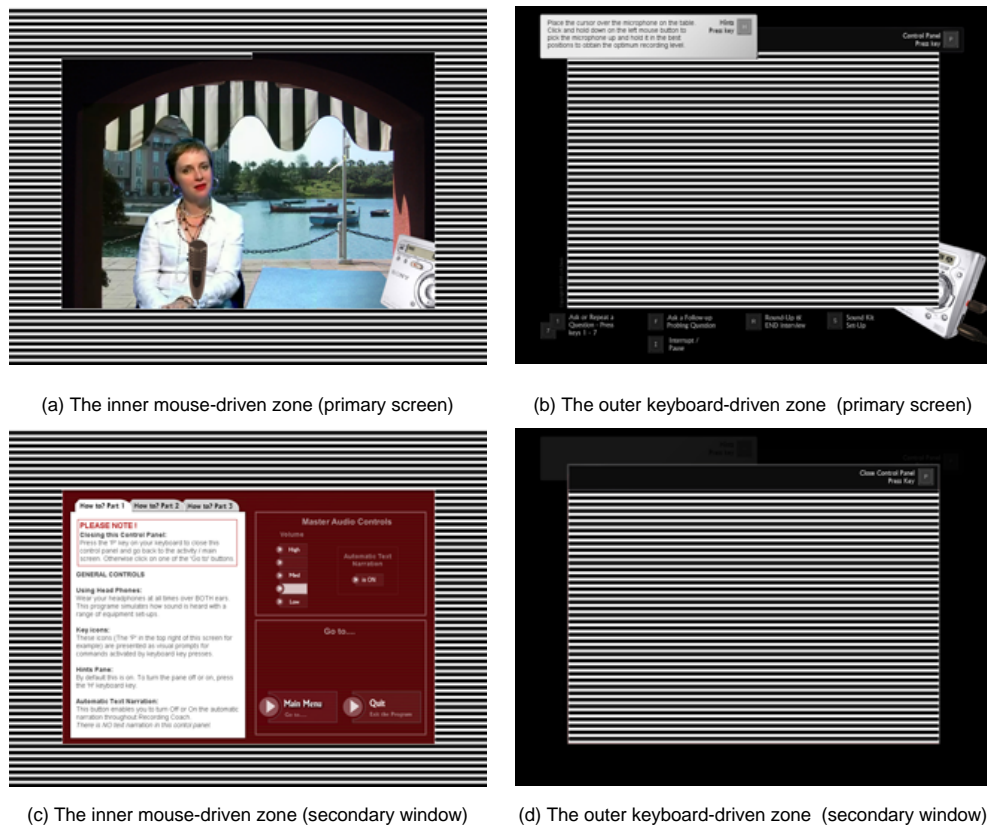 Place the cursor over the microphone on the table.
Click and hold down on the left mouse button to
pick the microphone up and hold it in the best
positions to obtain the optimum recording level.
Hints
Press key
H
Control Panel
Press key
P
SONY
Ask or Repeat a
Question - Press
keys 1 - 7
1
7
F
Ask a Follow-up
Probing Question
I
Interrupt /
Pause
Round-Up &
END Interview
S
Sound Kit
Set-Up
(a) The inner mouse-driven zone (primary screen)
(b) The outer keyboard-driven zone (primary screen)
How to? Part 1
How to? Part 2
How to? Part 3
PLEASE NOTE !
Closing this Control Panel:
Press the 'P' key on your keyboard to close this
control panel and go back to the activity / main
screen. Otherwise click on one of the 'Go to' buttons.
GENERAL CONTROLS
Using Head Phones:
Wear your headphones at all times over BOTH ears.
This programe simulates how sound is heard with a
range of equipment set-ups.
Key Icons:
These icons (The 'P' in the top right of this screen for
example) are presented as visual prompts for
commands activated by keyboard key presses.
Hints Pane:
By default this is on. To turn the pane off or on, press
the 'H' keyboard key.
Automatic Text Narration:
This button enables you to turn Off or On the automatic
narration throughout Recording Coach.
There is NO text narration in this control panel
Master Audio Controls
Volume
High
Med
Low
Automatic Text
Narration
is ON
Go to....
Main Menu
Go to....
Quit
Exit the Program
Close Control Panel
Press Key
P
(c) The inner mouse-driven zone (secondary window)
(d) The outer keyboard-driven zone (secondary window)